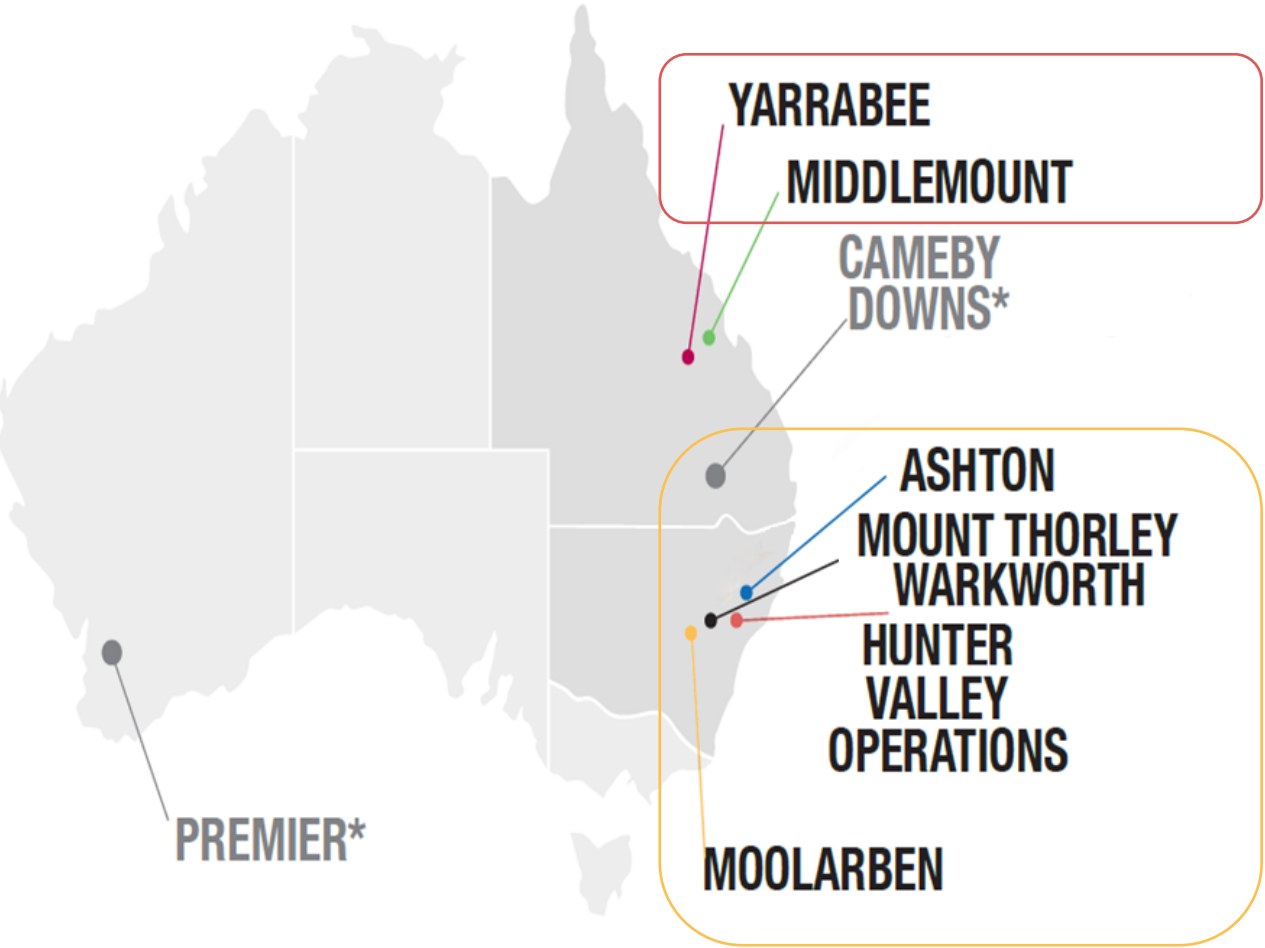 YARRABEE
MIDDLEMOUNT
CAMEBY
DOWNS*
ASHTON
MOUNT THORLEY
WARKWORTH
HUNTER
VALLEY
OPERATIONS
PREMIER*
MOOLARBEN